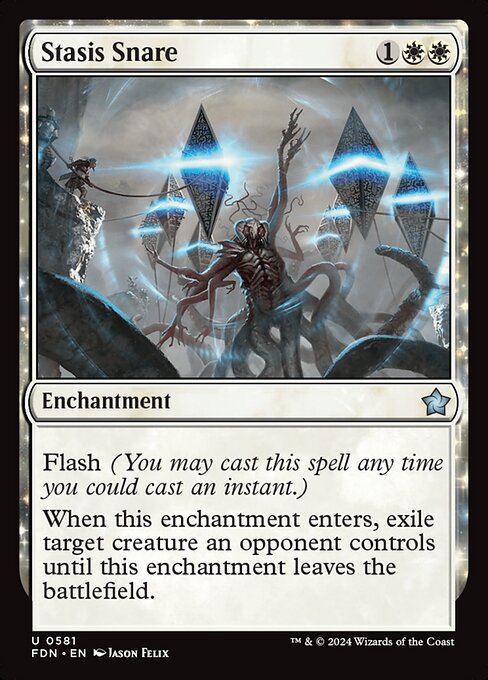 Stasis Snare 1
Enchantment
Flash (You may cast this spell any time
you could cast an instant.)
When this enchantment enters, exile
target creature an opponent controls
until this enchantment leaves the
battlefield.
U 0581
FDN • EN Jason Felix
™ & © 2024 Wizards of the Coast